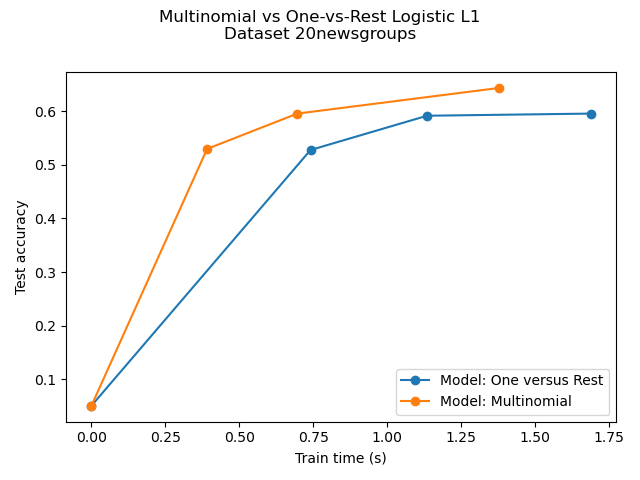 Multinomial vs One-vs-Rest Logistic L1
Dataset 20newsgroups
0.6
0.5
0.4
0.3
0.2
0.1
Test accuracy
Model: One versus Rest
Model: Multinomial
0.00 0.25 0.50 0.75 1.00 1.25 1.50 1.75
Train time (s)